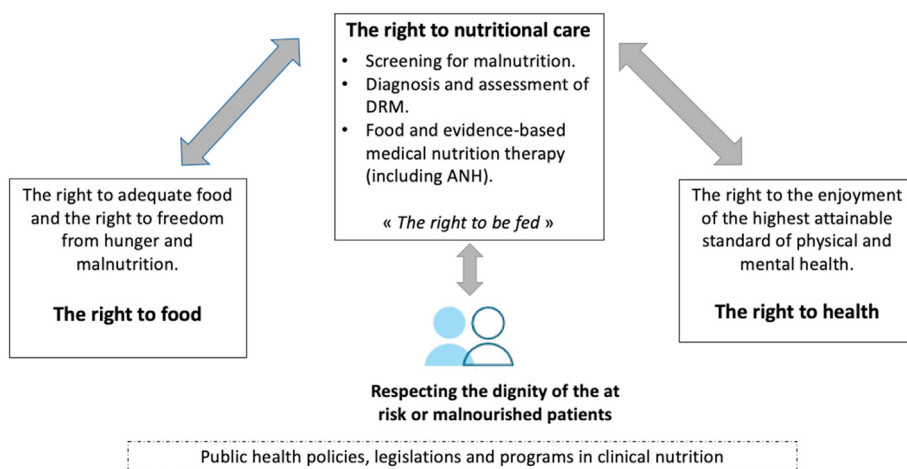 The right to nutritional care
• Screening for malnutrition.
• Diagnosis and assessment of
DRM.
• Food and evidence-based
medical nutrition therapy
(including ANH).
« The right to be fed »
The right to adequate food
and the right to freedom
from hunger and
malnutrition.
The right to food
The right to the enjoyment
of the highest attainable
standard of physical and
mental health.
The right to health
Respecting the dignity of the at
risk or malnourished patients
Public health policies, legislations and programs in clinical nutrition